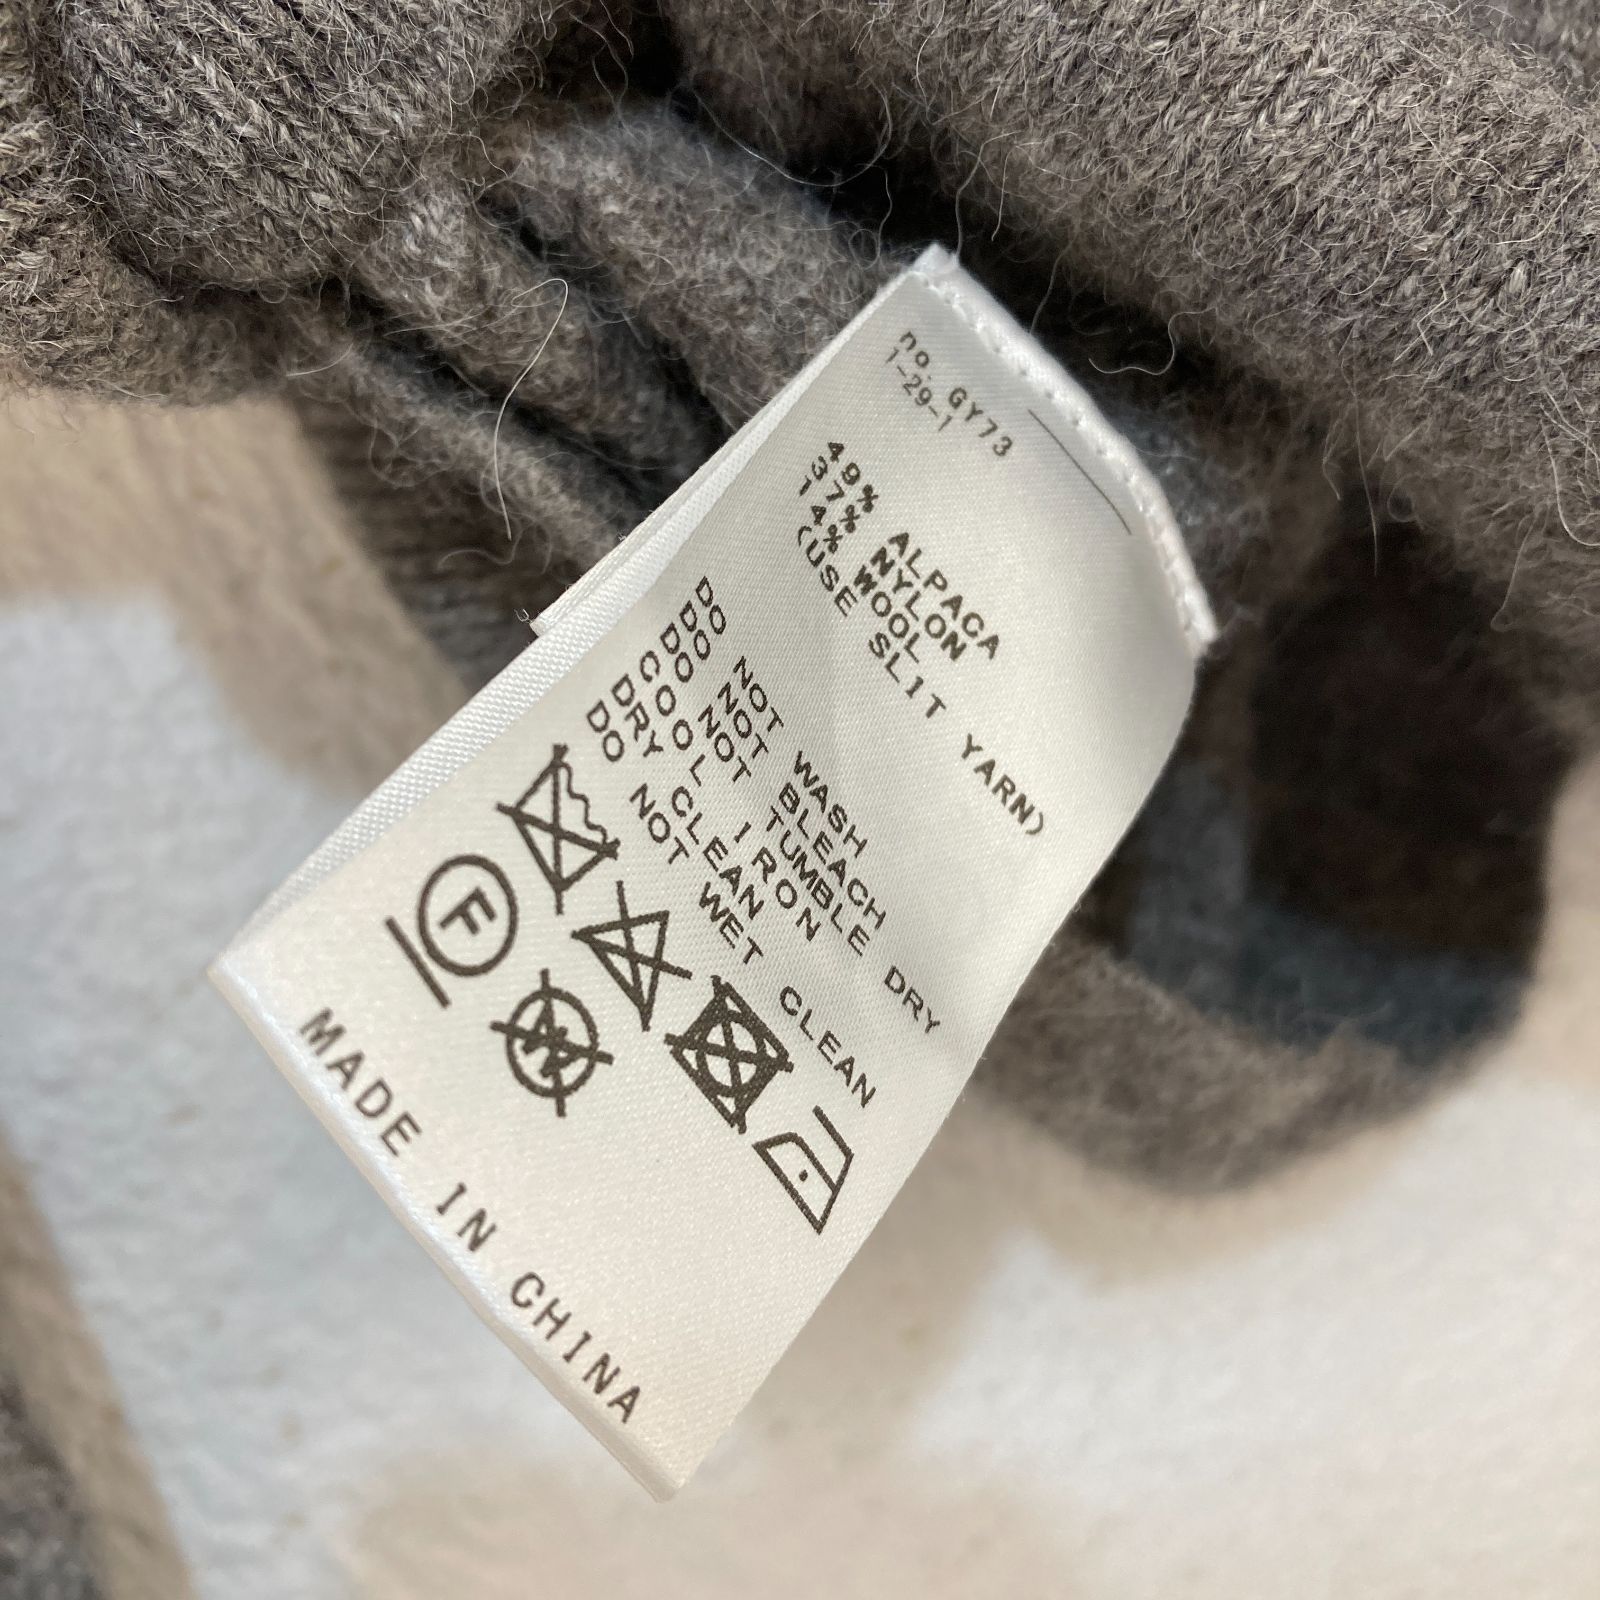 no. GY73
1-29-1
49% ALPACA
37% NYLON
14% WOOL
(USE SLIT YARN)
DO NOT WASH
DO NOT BLEACH
DO NOT TUMBLE DRY
COOL IRON
DRY CLEAN
DO NOT WET CLEAN
F
W
MADE IN CHINA